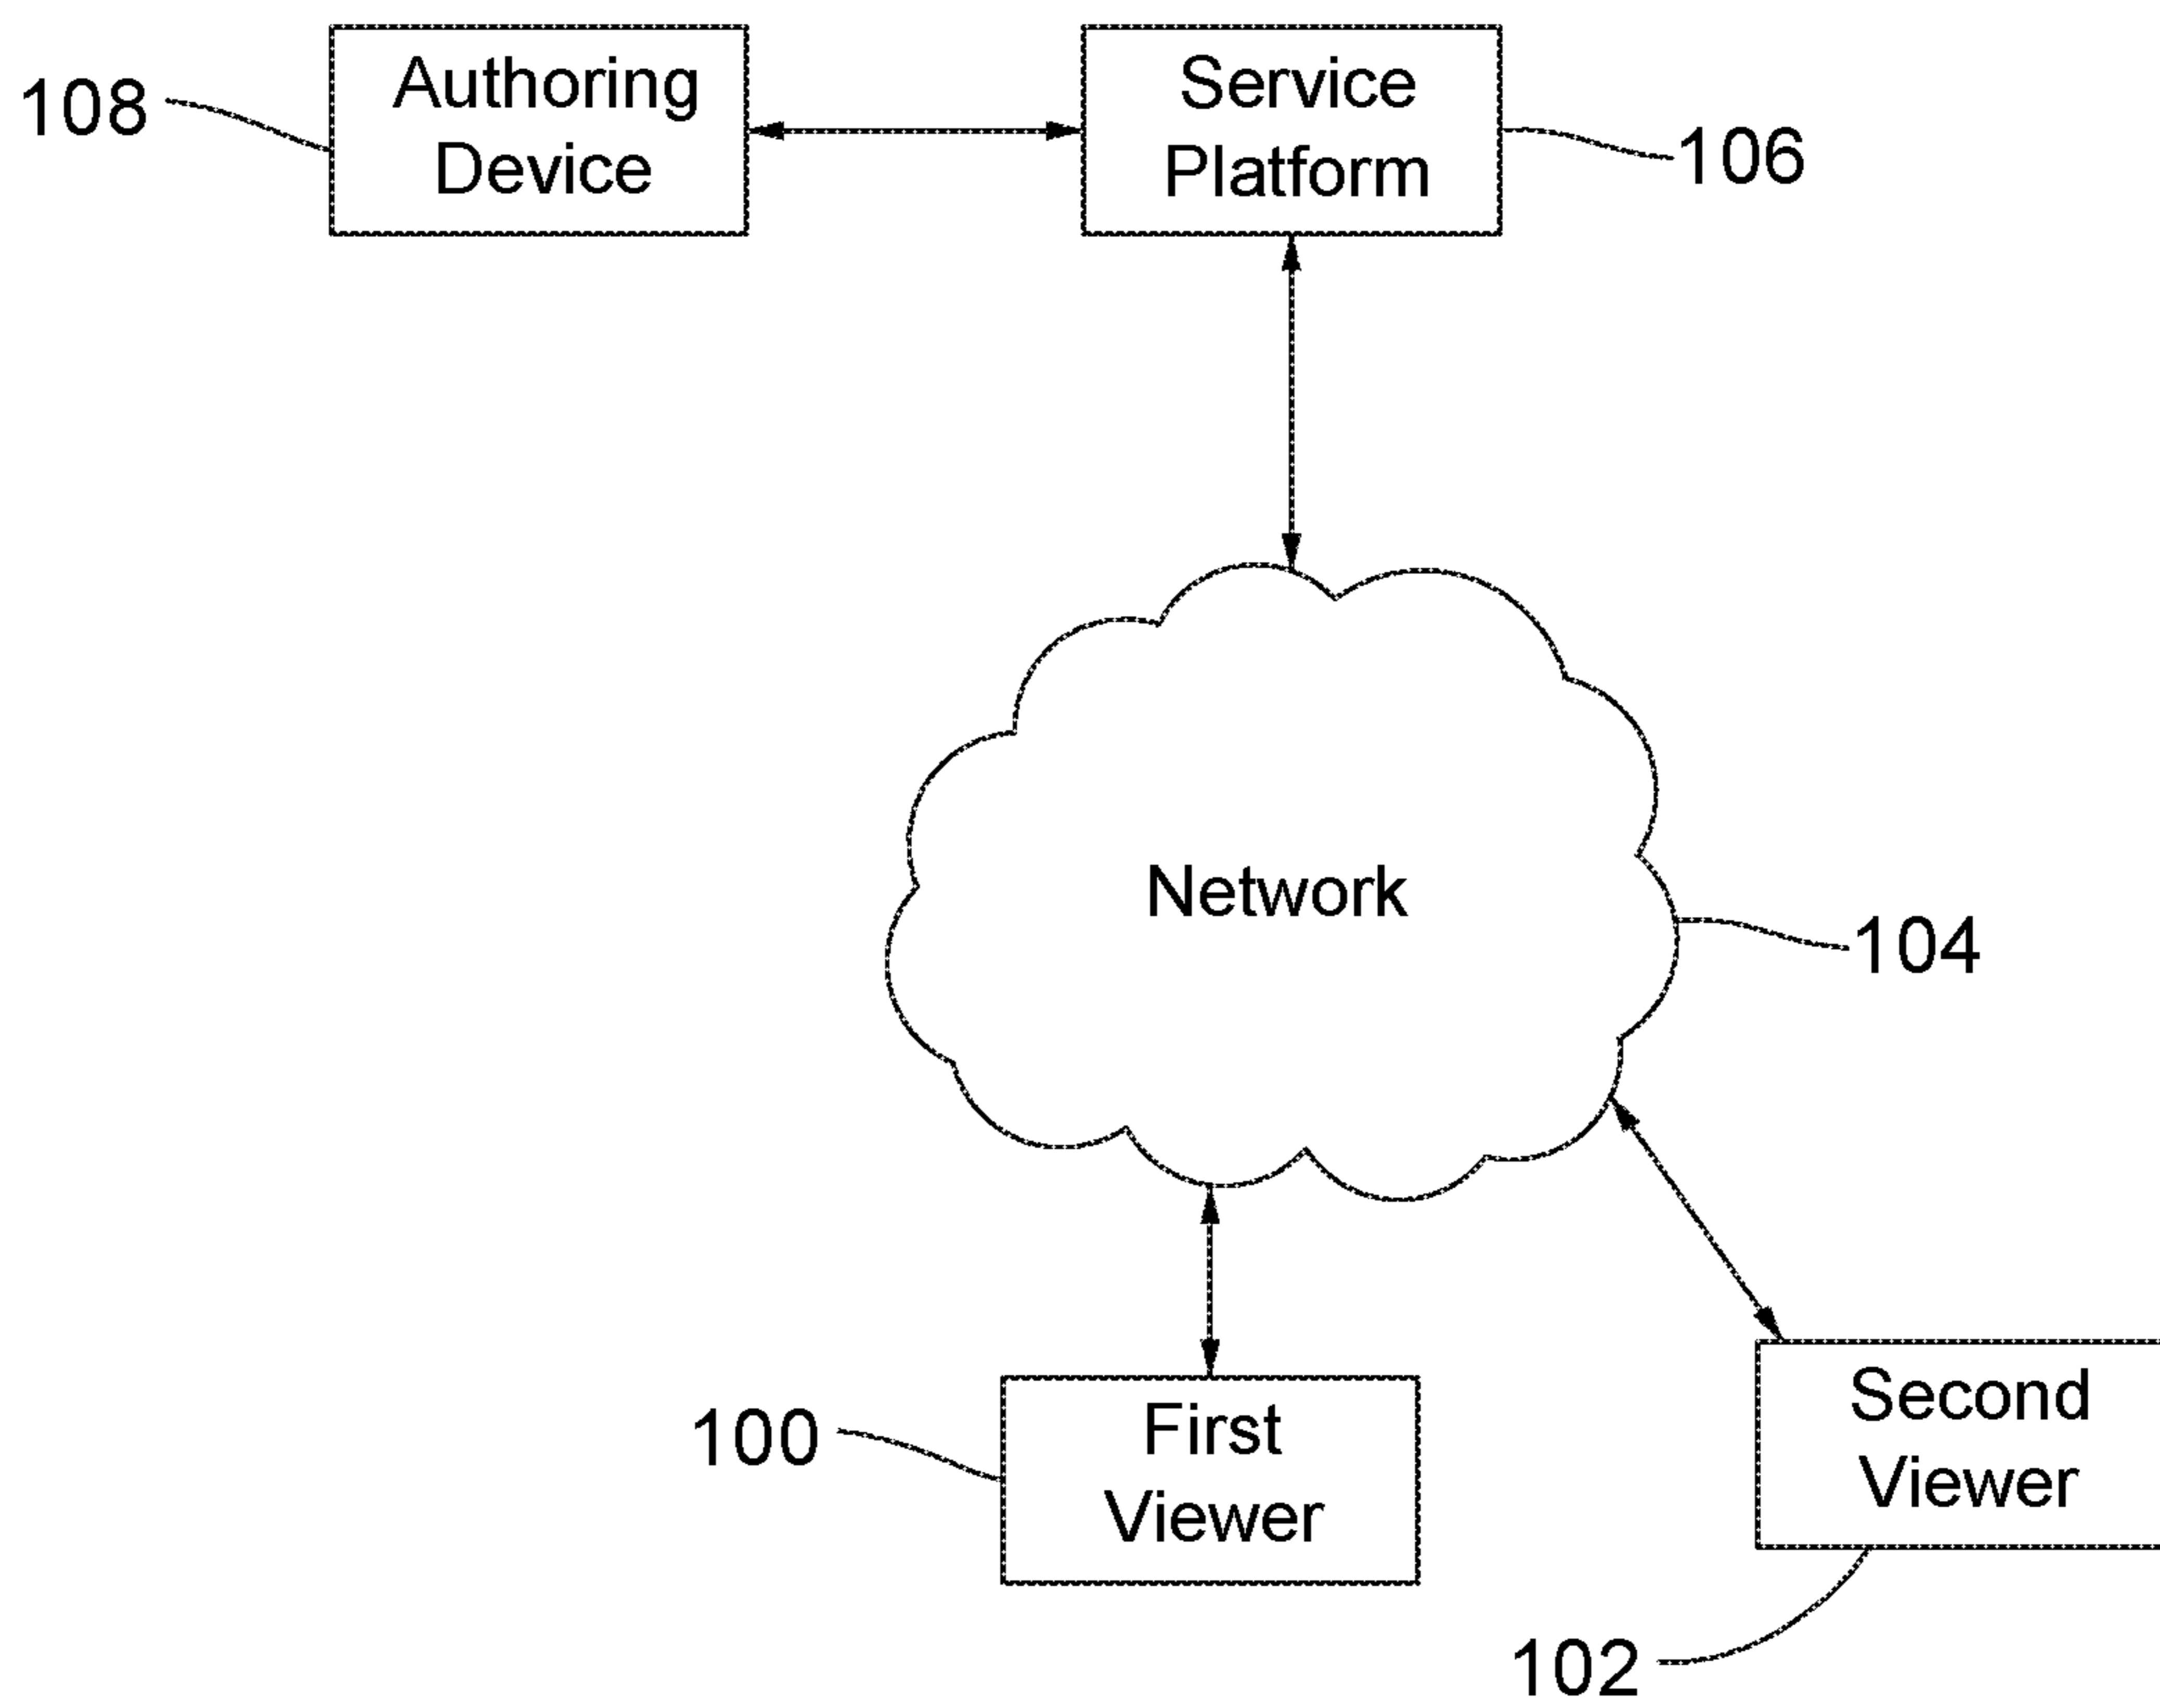 108
Authoring
Device
Service
Platform
106
Network
104
100
First
Viewer
Second
Viewer
102